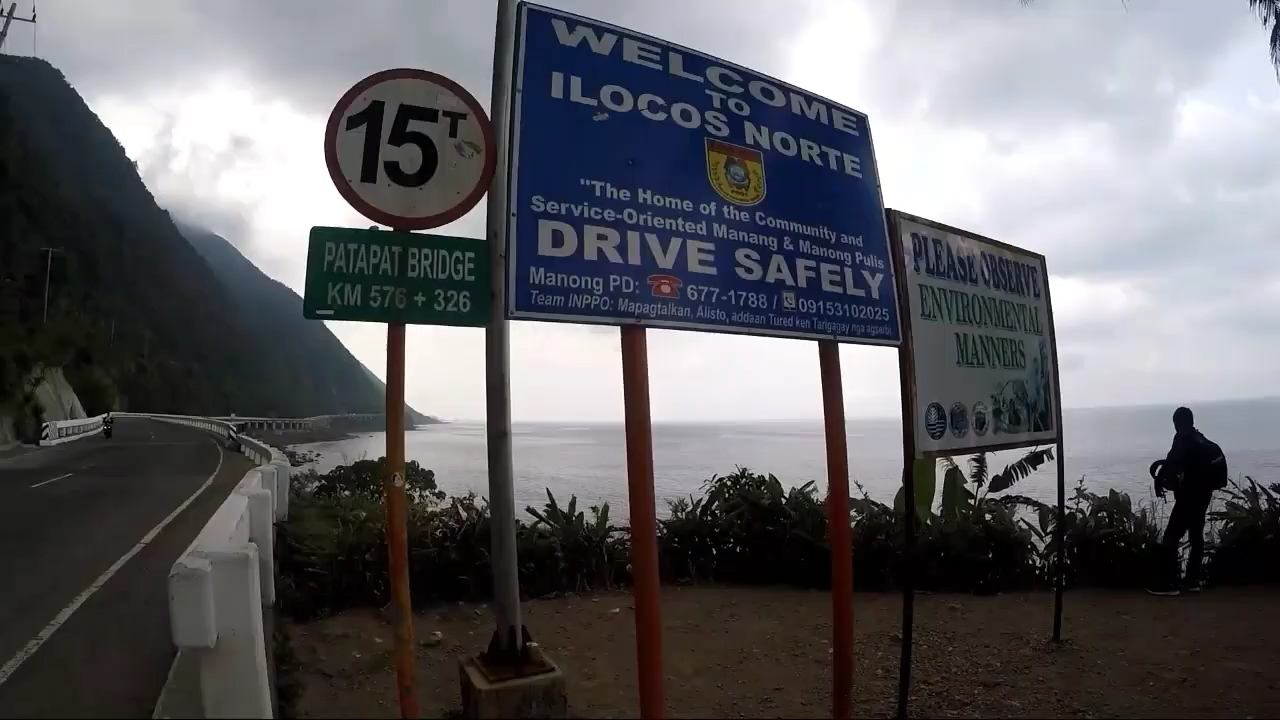 15T
PATAPAT BRIDGE
KM 576 + 326
WELCOME
TO
ILOCOS NORTE
"The Home of the Community and
Service-Oriented Manang & Manong Pulis
DRIVE SAFELY
Manong PD: 677-1788 / 09153102025
Team INPPO: Mapagtalkan, Alisto, addaan Tured ken Tarigagay nga agserbi.
PLEASE OBSERVE
ENVIRONMENTAL
MANNERS